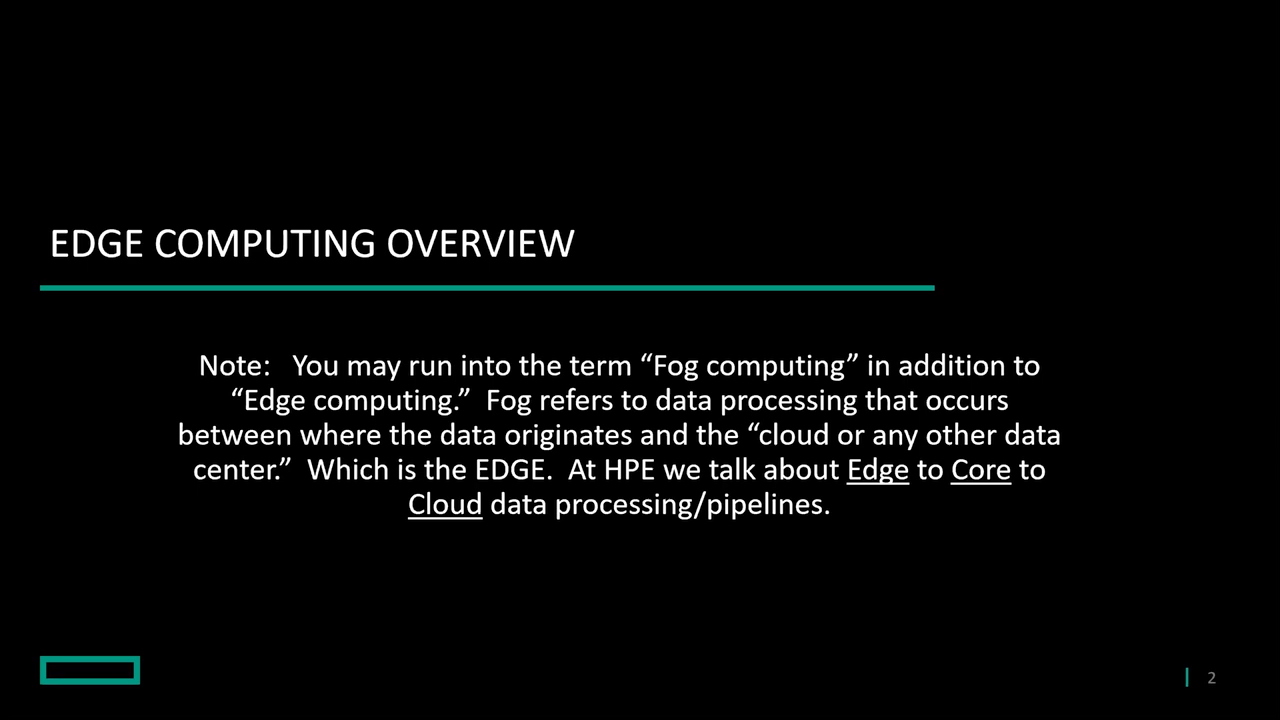 EDGE COMPUTING OVERVIEW
Note:   You may run into the term “Fog computing” in addition to
“Edge computing.”  Fog refers to data processing that occurs
between where the data originates and the “cloud or any other data
center.”  Which is the EDGE.  At HPE we talk about Edge to Core to
Cloud data processing/pipelines.
2